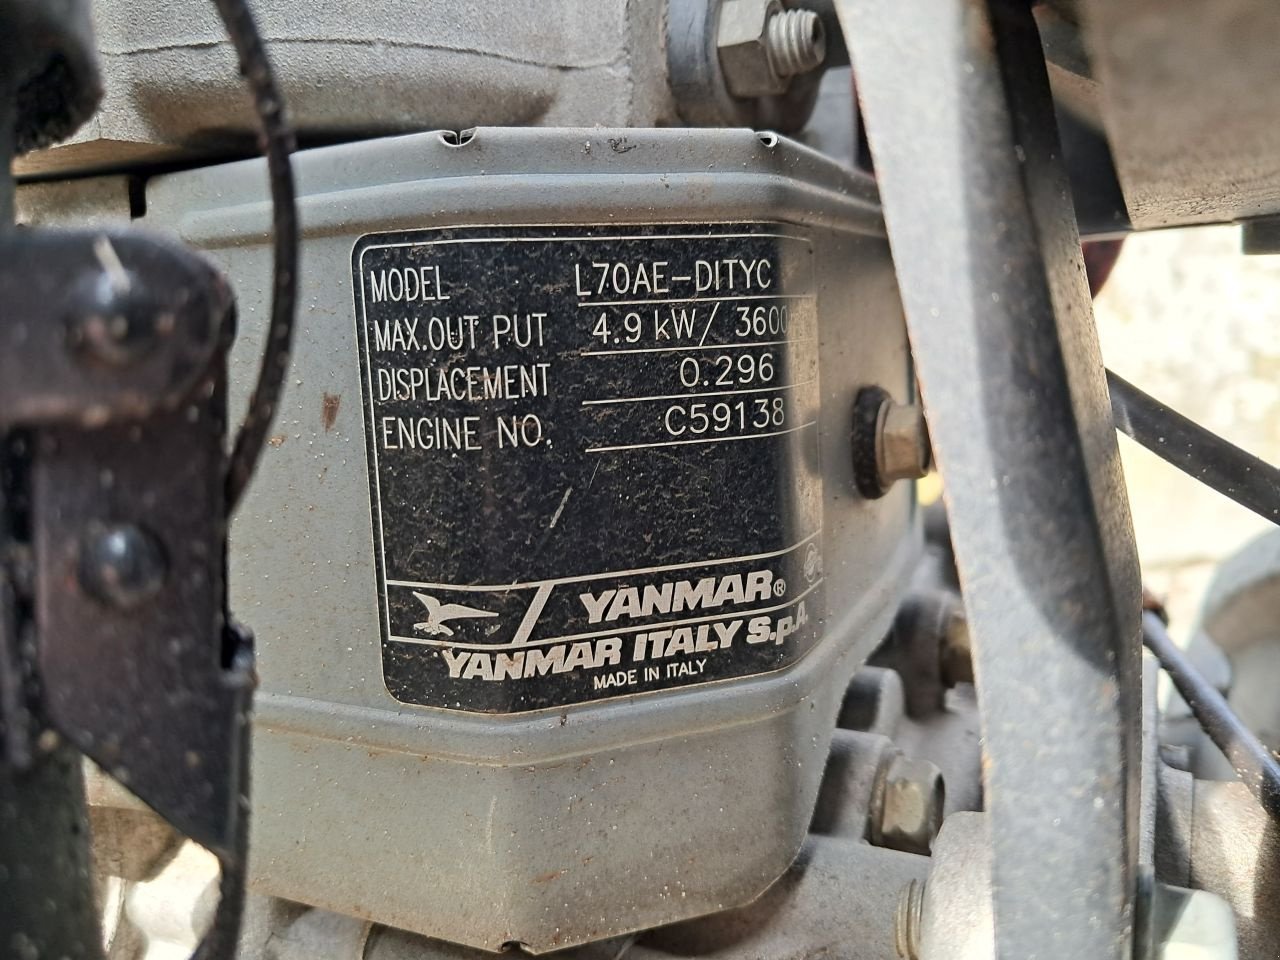 MODEL L70AE-DITYC
MAX.OUT PUT 4.9 kW/ 3600
DISPLACEMENT 0.296
ENGINE NO. C59138
YANMAR®
YANMAR ITALY S.p.A.
MADE IN ITALY